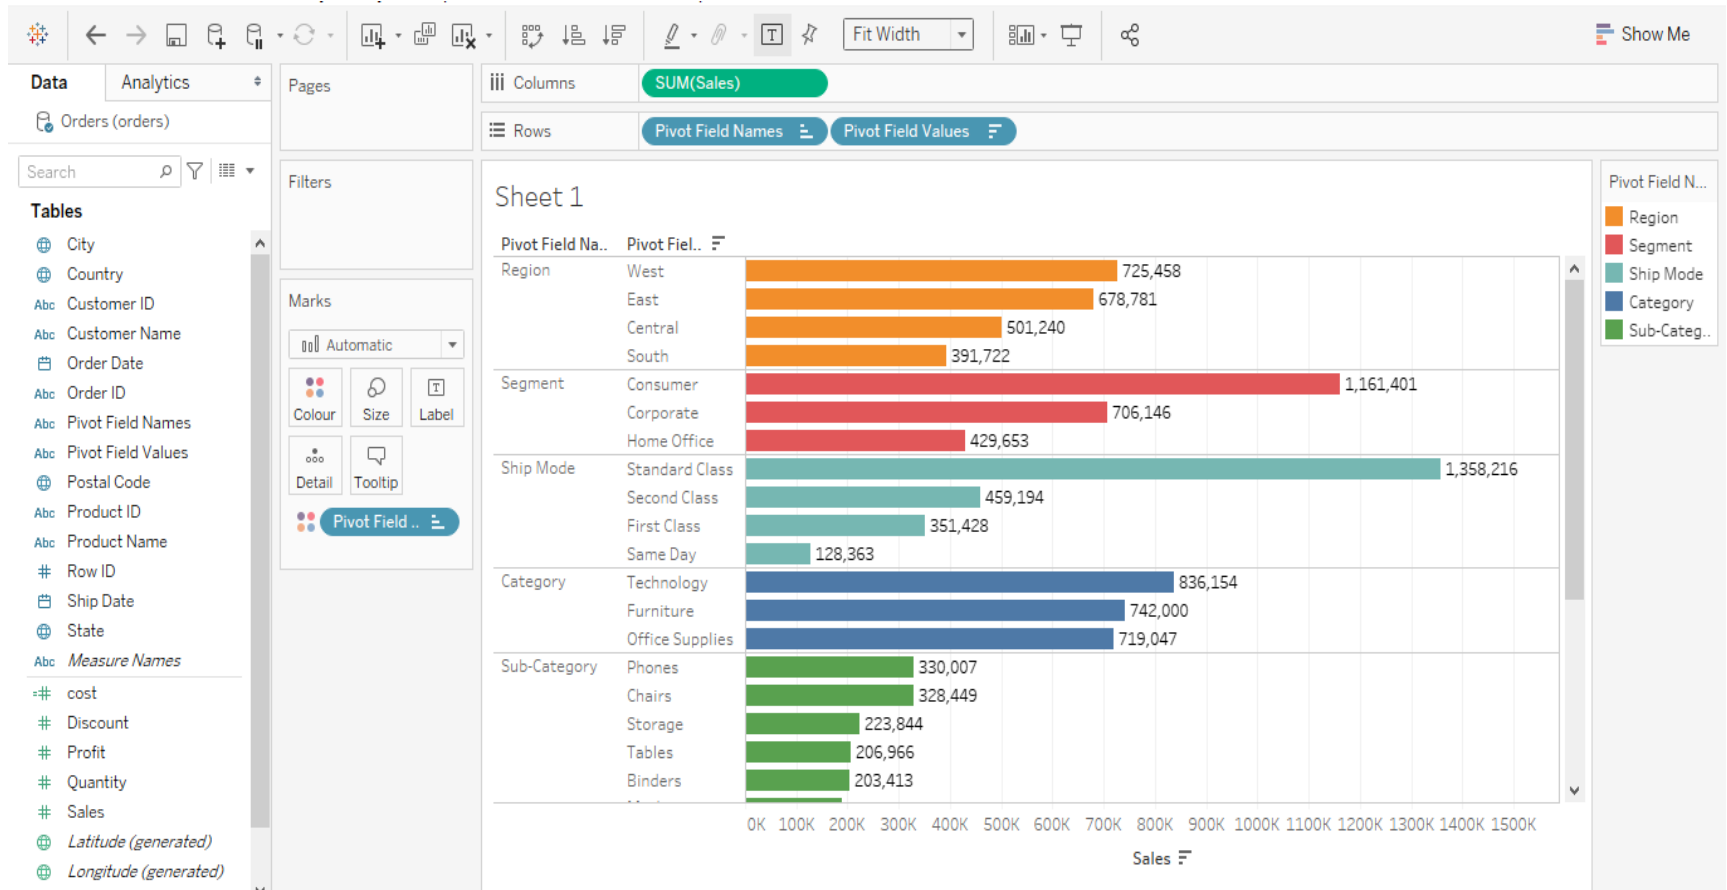 Fit Width
Show Me
Data
Analytics
Orders (orders)
Search
Tables
City
Country
Abc Customer ID
Abc Customer Name
Order Date
Abc Order ID
Abc Pivot Field Names
Abc Pivot Field Values
Postal Code
Abc Product ID
Abc Product Name
# Row ID
Ship Date
State
Abc Measure Names
=# cost
# Discount
# Profit
# Quantity
# Sales
Latitude (generated)
Longitude (generated)
Pages
Filters
Marks
Automatic
Colour Size Label
Detail Tooltip
Pivot Field ..
Columns SUM(Sales)
Rows Pivot Field Names Pivot Field Values
Sheet 1
Pivot Field Na.. Pivot Fiel..
Region West 725,458
East 678,781
Central 501,240
South 391,722
Segment Consumer 1,161,401
Corporate 706,146
Home Office 429,653
Ship Mode Standard Class 1,358,216
Second Class 459,194
First Class 351,428
Same Day 128,363
Category Technology 836,154
Furniture 742,000
Office Supplies 719,047
Sub-Category Phones 330,007
Chairs 328,449
Storage 223,844
Tables 206,966
Binders 203,413
0K 100K 200K 300K 400K 500K 600K 700K 800K 900K 1000K 1100K 1200K 1300K 1400K 1500K
Sales
Pivot Field N...
Region
Segment
Ship Mode
Category
Sub-Categ..